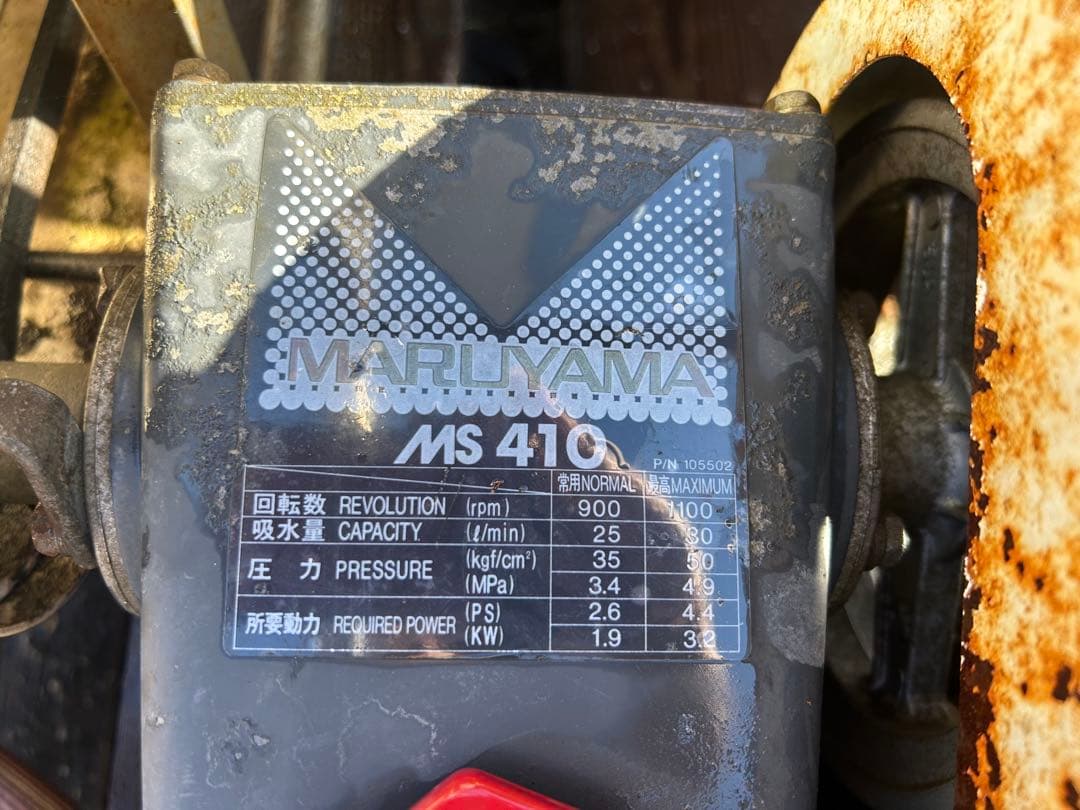 MARUYAMA
MS 410
P/N 105502
常用NORMAL 最高MAXIMUM
回転数 REVOLUTION (rpm) 900 1100
吸水量 CAPACITY (ℓ/min) 25 30
圧力 PRESSURE (kgf/cm²) 35 50
(MPa) 3.4 4.9
所要動力 REQUIRED POWER (PS) 2.6 4.4
(KW) 1.9 3.2